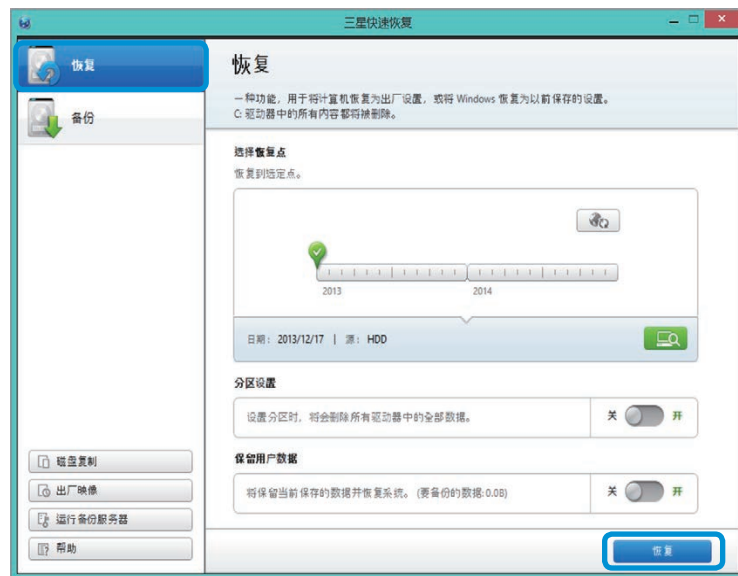 三星快速恢复
恢复
备份
恢复
一种功能，用于将计算机恢复为出厂设置，或将 Windows 恢复为以前保存的设置。
C: 驱动器中的所有内容都将被删除。
选择恢复点
恢复到选定点。
2013 2014
日期: 2013/12/17 | 源: HDD
分区设置
设置分区时，将会删除所有驱动器中的全部数据。 关 开
保留用户数据
将保留当前保存的数据并恢复系统。(要备份的数据:0.0B) 关 开
磁盘复制
出厂映像
运行备份服务器
帮助
恢复